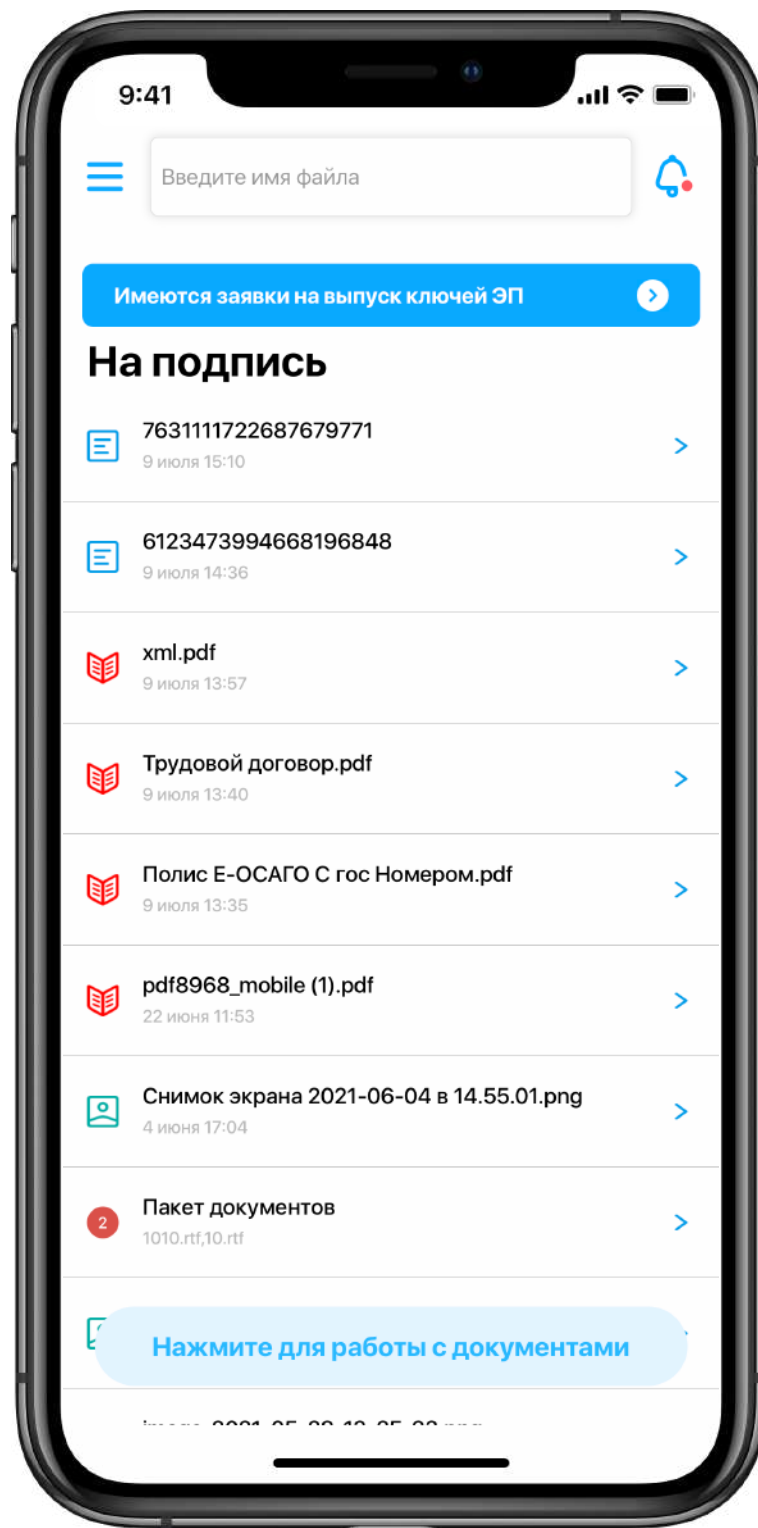 9:41
Введите имя файла
Имеются заявки на выпуск ключей ЭП
На подпись
7631111722687679771
9 июля 15:10
6123473994668196848
9 июля 14:36
xml.pdf
9 июля 13:57
Трудовой договор.pdf
9 июля 13:40
Полис Е-ОСАГО С гос Номером.pdf
9 июля 13:35
pdf8968_mobile (1).pdf
22 июня 11:53
Снимок экрана 2021-06-04 в 14.55.01.png
4 июня 17:04
2
Пакет документов
1010.rtf,10.rtf
Нажмите для работы с документами